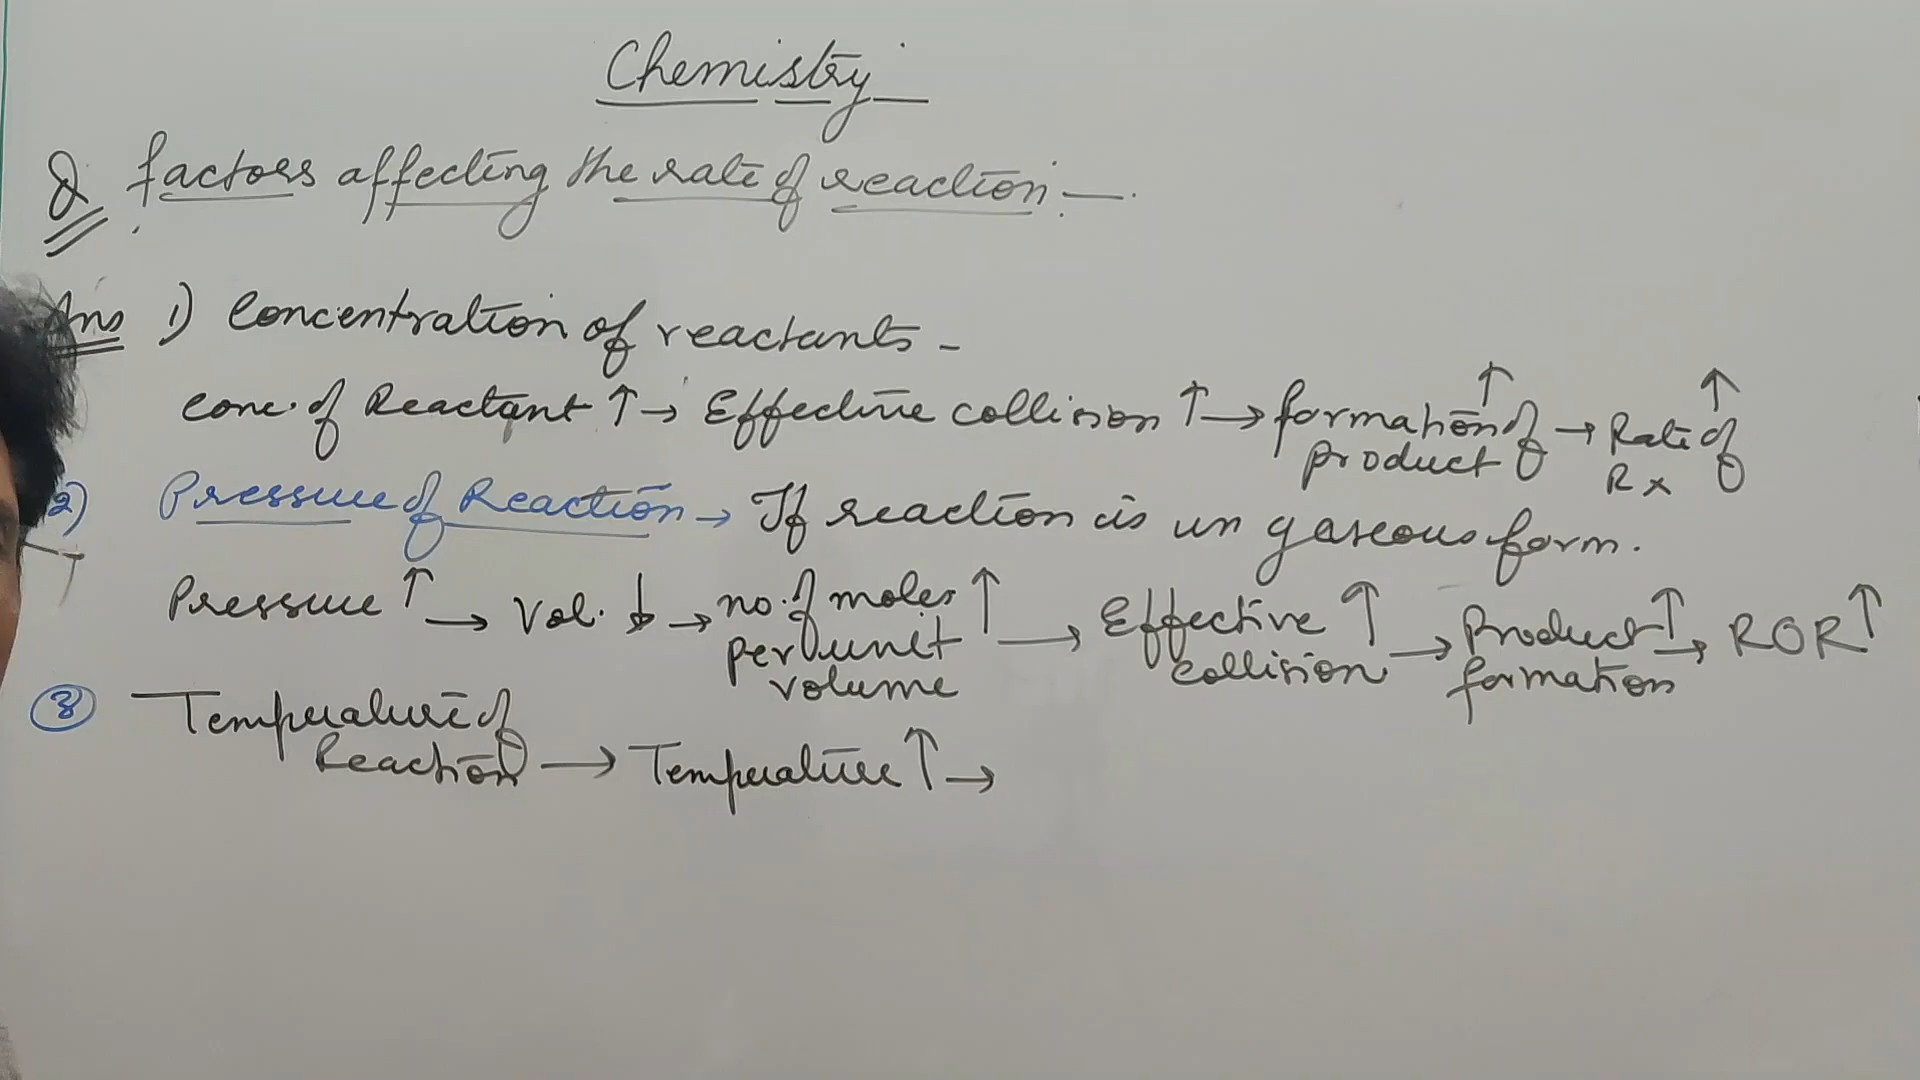 Chemistry
Q factors affecting the rate of reaction —.
Ans 1) Concentration of reactants -
conc. of Reactant ↑ → Effective collision ↑ → formation of product ↑ → Rate of Rx ↑
2) Pressure of Reaction → If reaction is in gaseous form.
Pressure ↑ → Vol. ↓ → no. of moles per unit volume ↑ → Effective collision ↑ → Product formation ↑ → ROR ↑
3 Temperature of Reaction → Temperature ↑ →